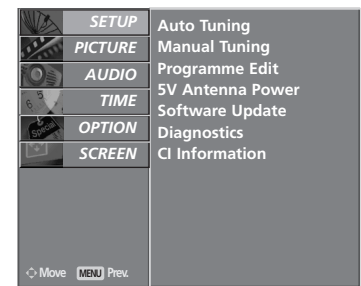 SETUP
PICTURE
AUDIO
TIME
OPTION
SCREEN
Auto Tuning
Manual Tuning
Programme Edit
5V Antenna Power
Software Update
Diagnostics
CI Information
Move MENU Prev.
Special